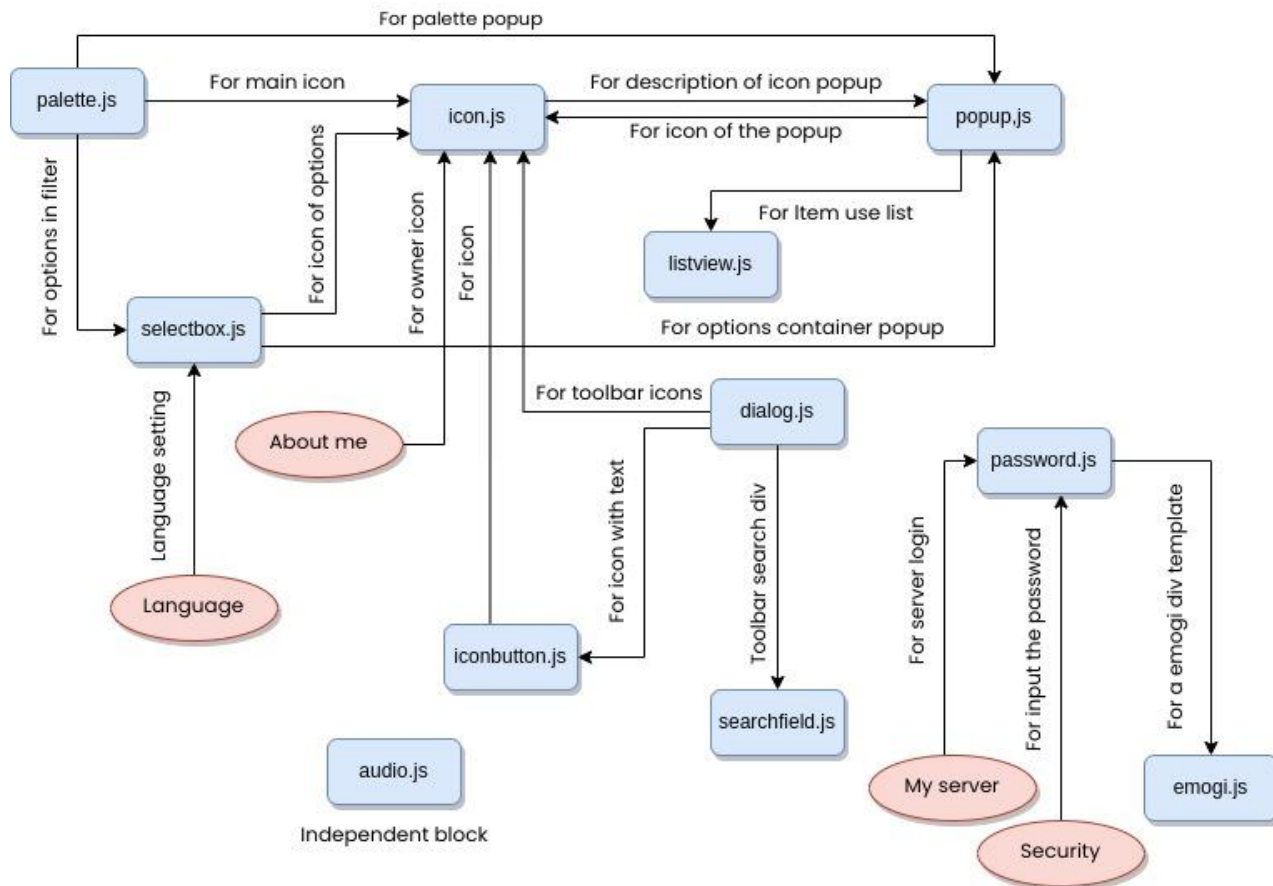 For palette popup
palette.js
For main icon
icon.js
For description of icon popup
For icon of the popup
popup.js
For options in filter
For icon of options
For owner icon
For icon
For Item use list
listview.js
selectbox.js
For options container popup
Language setting
About me
For toolbar icons
dialog.js
password.js
Language
For icon with text
Toolbar search div
For server login
For input the password
For a emogi div template
iconbutton.js
searchfield.js
audio.js
Independent block
My server
emogi.js
Security